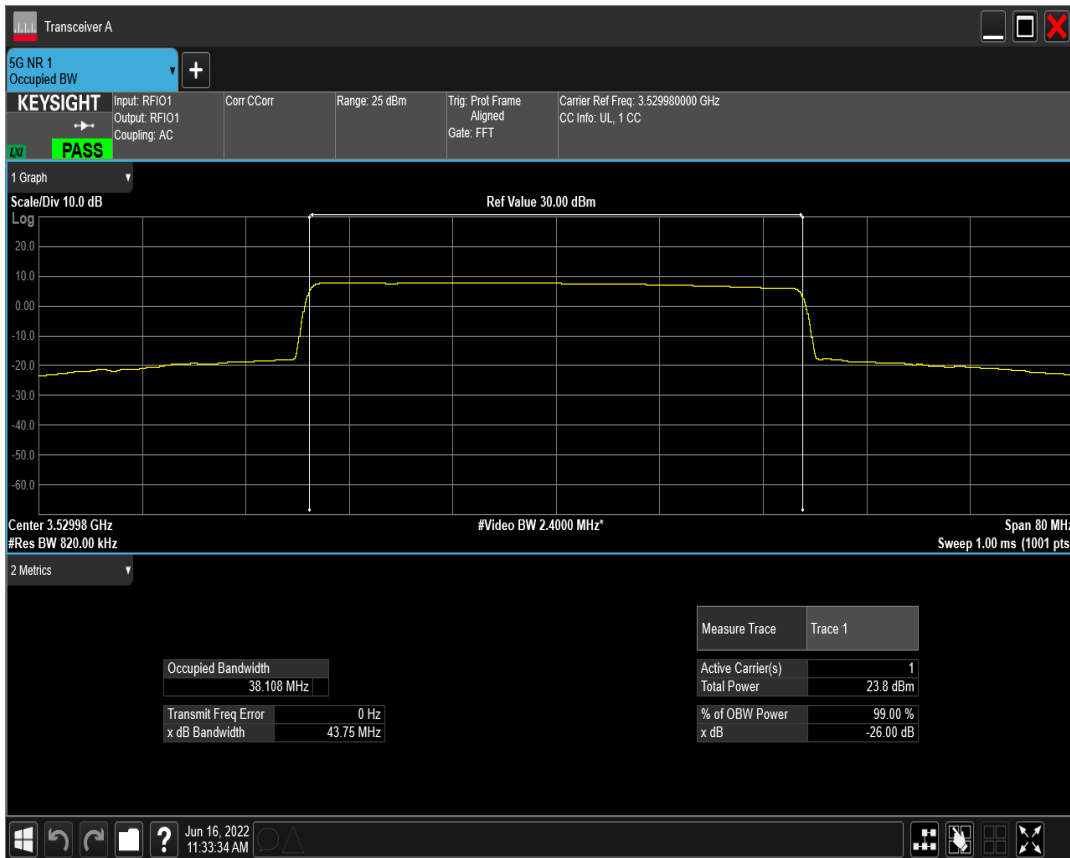 Transceiver A
5G NR 1
Occupied BW
KEYSIGHT
LXI
PASS
Input: RFIO1
Output: RFIO1
Coupling: AC
Corr CCorr
Range: 25 dBm
Trig: Prot Frame
Aligned
Gate: FFT
Carrier Ref Freq: 3.529980000 GHz
CC Info: UL, 1 CC
1 Graph
Scale/Div 10.0 dB
Ref Value 30.00 dBm
Log
20.0
10.0
0.00
-10.0
-20.0
-30.0
-40.0
-50.0
-60.0
Center 3.52998 GHz
#Video BW 2.4000 MHz*
Span 80 MHz
#Res BW 820.00 kHz
Sweep 1.00 ms (1001 pts
2 Metrics
Measure Trace Trace 1
Occupied Bandwidth
38.108 MHz
Active Carrier(s) 1
Total Power 23.8 dBm
Transmit Freq Error 0 Hz
x dB Bandwidth 43.75 MHz
% of OBW Power 99.00 %
x dB -26.00 dB
?
Jun 16, 2022
11:33:34 AM